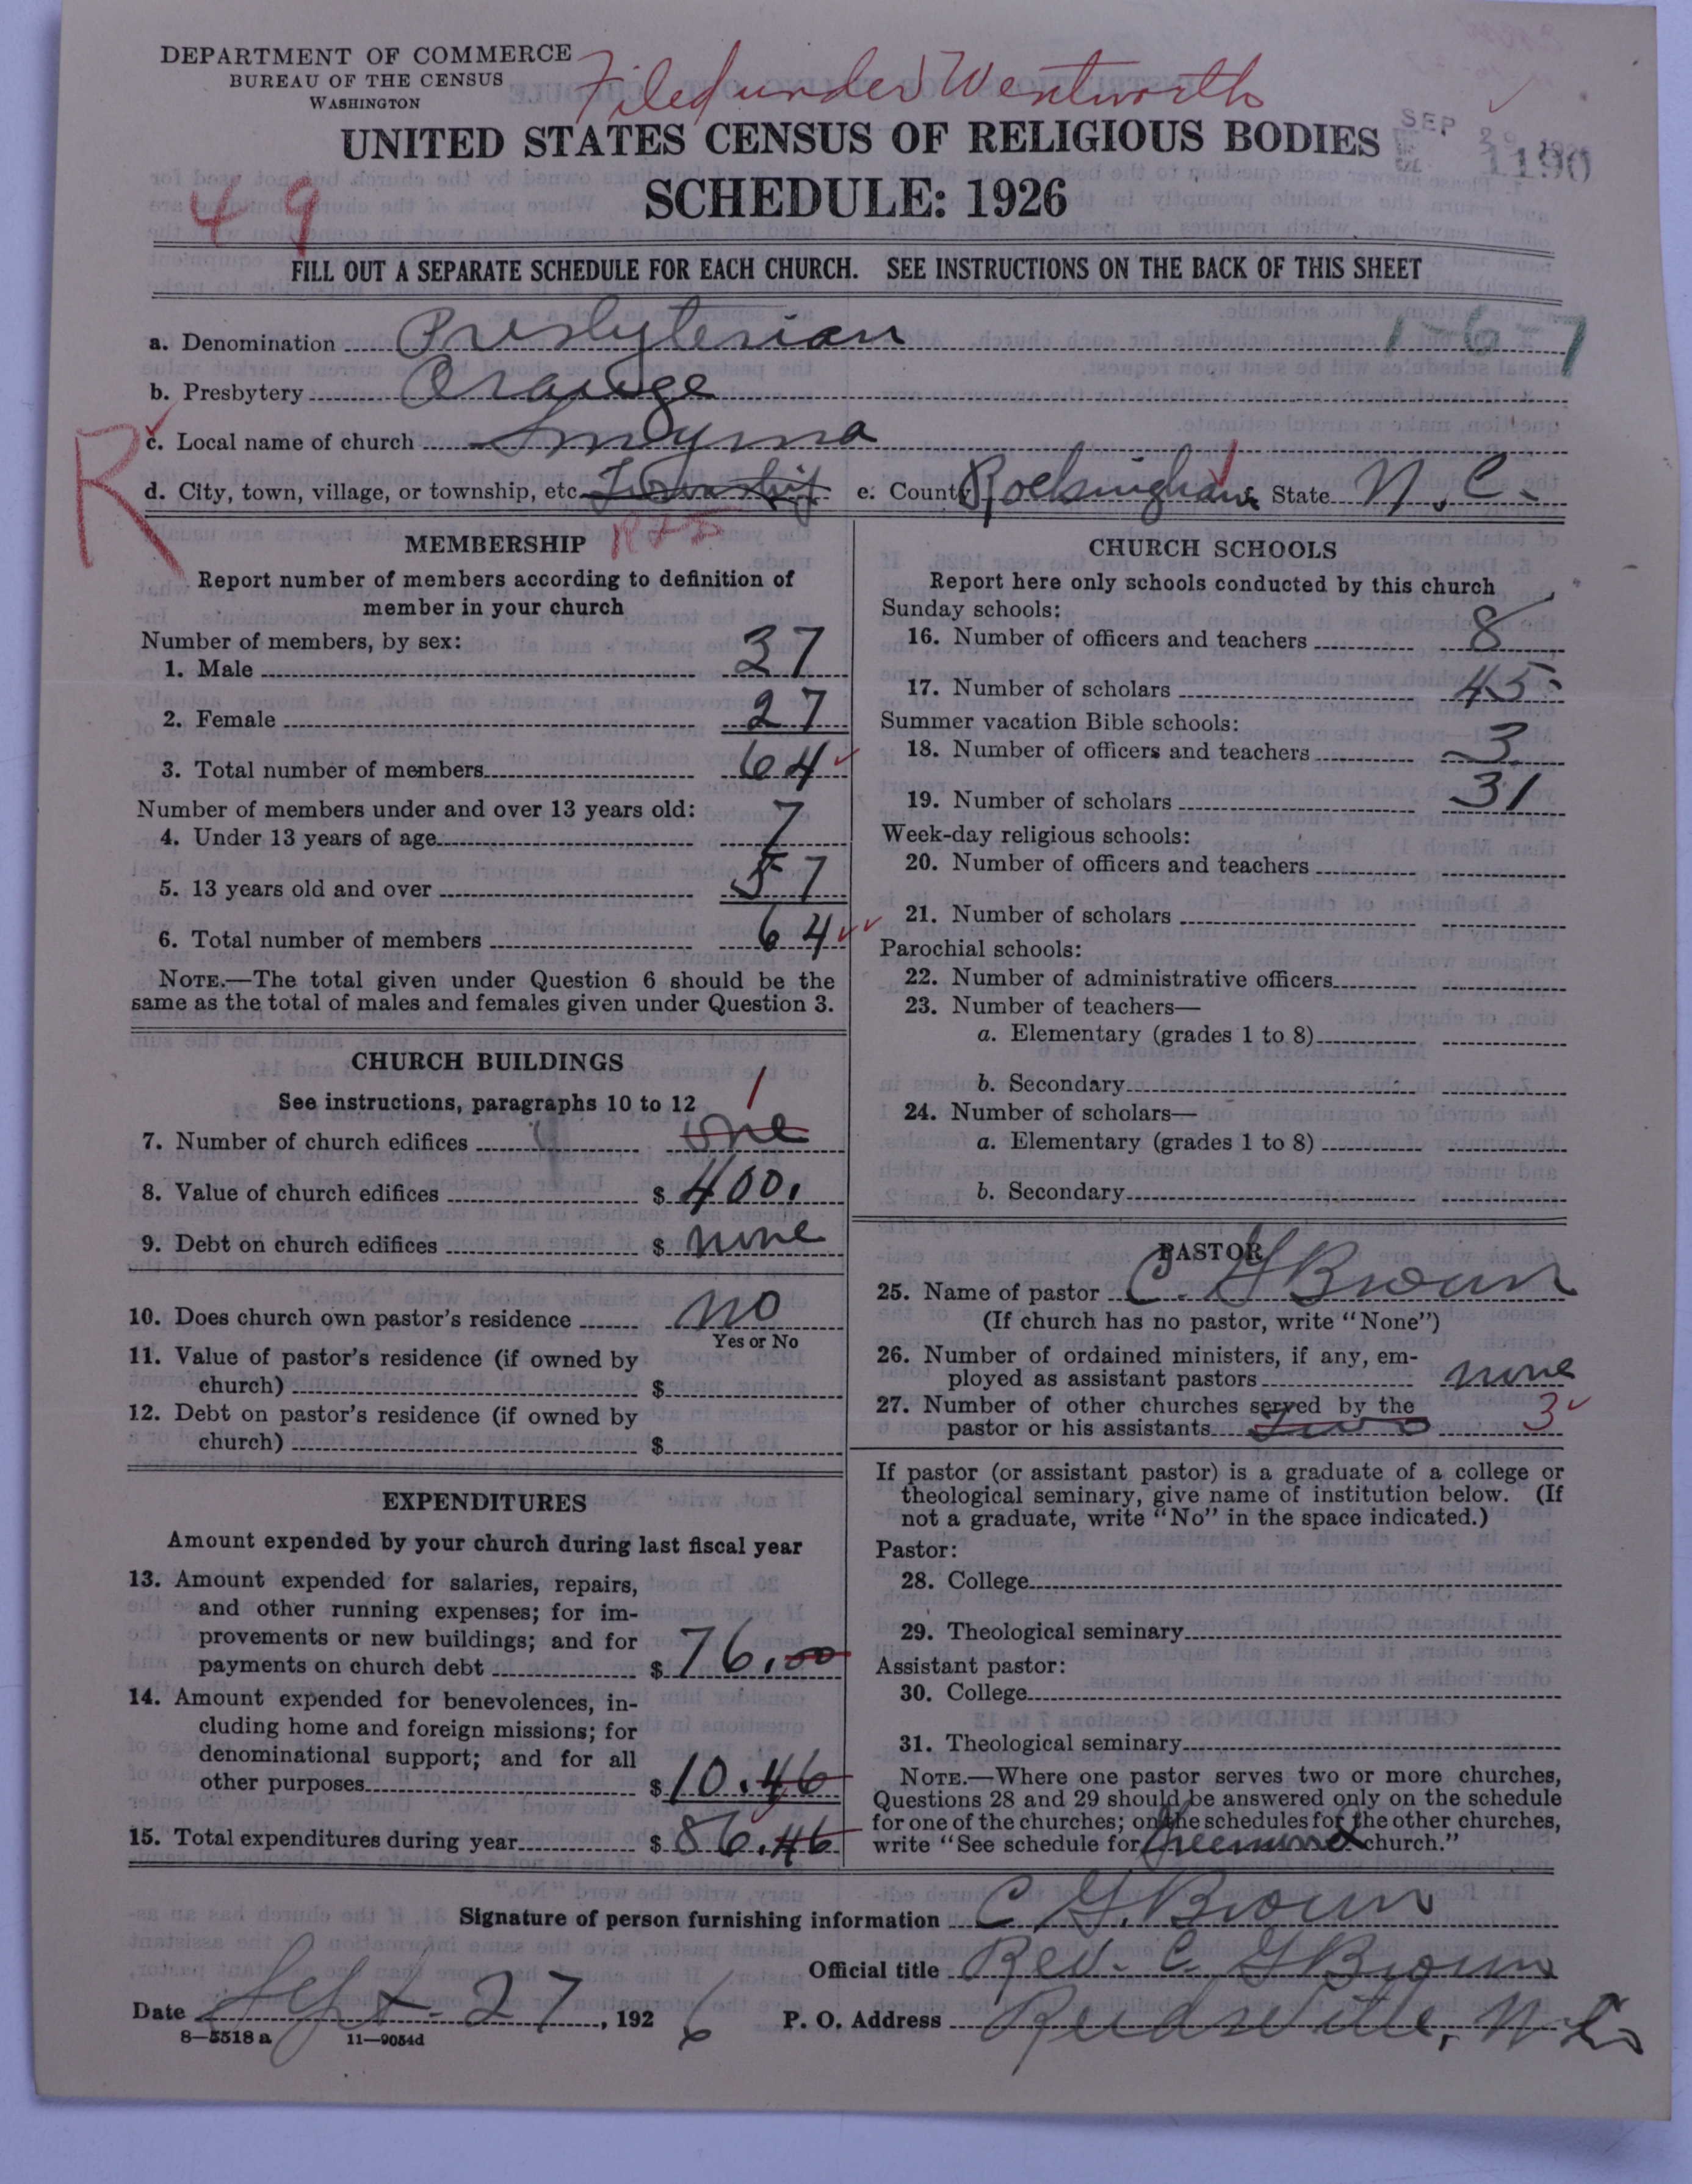 DEPARTMENT OF COMMERCE
BUREAU OF THE CENSUS
WASHINGTON
Filed under Wentworth
UNITED STATES CENSUS OF RELIGIOUS BODIES
SEP 29
1190
SCHEDULE: 1926
49
FILL OUT A SEPARATE SCHEDULE FOR EACH CHURCH. SEE INSTRUCTIONS ON THE BACK OF THIS SHEET
1-6-7
a. Denomination Presbyterian
b. Presbytery Orange
R
c. Local name of church Smyrna
d. City, town, village, or township, etc. Township e. County Rockingham State N. C.
MEMBERSHIP
Report number of members according to definition of
member in your church
Number of members, by sex:
1. Male 37
2. Female 27
3. Total number of members 64
Number of members under and over 13 years old:
4. Under 13 years of age 7
5. 13 years old and over 57
6. Total number of members 64
NOTE.—The total given under Question 6 should be the
same as the total of males and females given under Question 3.
CHURCH BUILDINGS
See instructions, paragraphs 10 to 12
1
7. Number of church edifices one
8. Value of church edifices $ 400.
9. Debt on church edifices $ none
10. Does church own pastor's residence no
Yes or No
11. Value of pastor's residence (if owned by
church) $
12. Debt on pastor's residence (if owned by
church) $
EXPENDITURES
Amount expended by your church during last fiscal year
13. Amount expended for salaries, repairs,
and other running expenses; for im-
provements or new buildings; and for
payments on church debt $ 76.00
14. Amount expended for benevolences, in-
cluding home and foreign missions; for
denominational support; and for all
other purposes $ 10.46
15. Total expenditures during year $ 86.46
CHURCH SCHOOLS
Report here only schools conducted by this church
Sunday schools:
16. Number of officers and teachers 8
17. Number of scholars 45
Summer vacation Bible schools:
18. Number of officers and teachers 3
19. Number of scholars 31
Week-day religious schools:
20. Number of officers and teachers
21. Number of scholars
Parochial schools:
22. Number of administrative officers
23. Number of teachers—
a. Elementary (grades 1 to 8)
b. Secondary
24. Number of scholars—
a. Elementary (grades 1 to 8)
b. Secondary
PASTOR
25. Name of pastor C. G Brown
(If church has no pastor, write "None")
26. Number of ordained ministers, if any, em-
ployed as assistant pastors none
27. Number of other churches served by the
pastor or his assistants Two 3
If pastor (or assistant pastor) is a graduate of a college or
theological seminary, give name of institution below. (If
not a graduate, write "No" in the space indicated.)
Pastor:
28. College
29. Theological seminary
Assistant pastor:
30. College
31. Theological seminary
NOTE.—Where one pastor serves two or more churches,
Questions 28 and 29 should be answered only on the schedule
for one of the churches; on the schedules for the other churches,
write "See schedule for church."
Signature of person furnishing information C G. Brown
Official title Rev. C. G Brown
Date Sept. 27, 1926 P. O. Address Reidsville, N.C.
8—5518 a 11—9054d